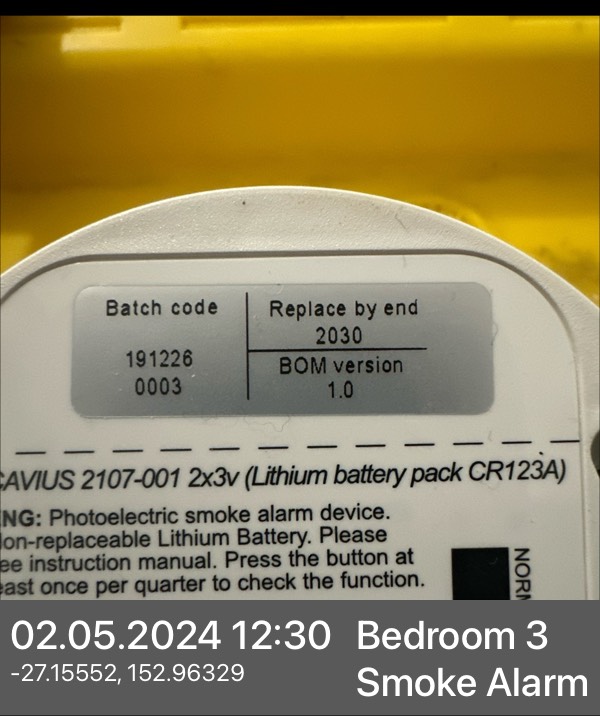 Batch code
191226
0003
Replace by end
2030
BOM version
1.0
CAVIUS 2107-001 2x3v (Lithium battery pack CR123A)
NG: Photoelectric smoke alarm device.
on-replaceable Lithium Battery. Please
ee instruction manual. Press the button at
east once per quarter to check the function.
NORM
02.05.2024 12:30
-27.15552, 152.96329
Bedroom 3
Smoke Alarm